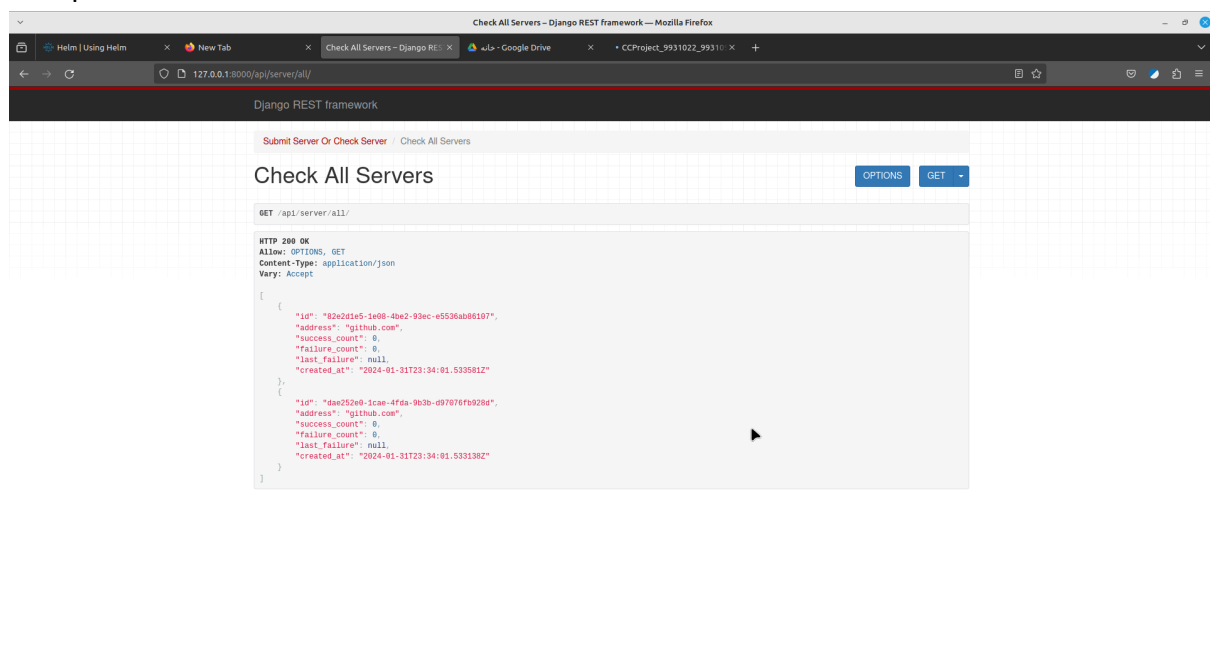 Check All Servers – Django REST framework — Mozilla Firefox
Helm | Using Helm
New Tab
Check All Servers – Django RES
خانه - Google Drive
• CCProject_9931022_99310
127.0.0.1:8000/api/server/all/
Django REST framework
Submit Server Or Check Server / Check All Servers
Check All Servers
OPTIONS
GET
GET /api/server/all/
HTTP 200 OK
Allow: OPTIONS, GET
Content-Type: application/json
Vary: Accept
[
{
"id": "82e2d1e5-1e08-4be2-93ec-e5536ab86107",
"address": "github.com",
"success_count": 0,
"failure_count": 0,
"last_failure": null,
"created_at": "2024-01-31T23:34:01.533581Z"
},
{
"id": "dae252e0-1cae-4fda-9b3b-d97076fb928d",
"address": "github.com",
"success_count": 0,
"failure_count": 0,
"last_failure": null,
"created_at": "2024-01-31T23:34:01.533138Z"
}
]